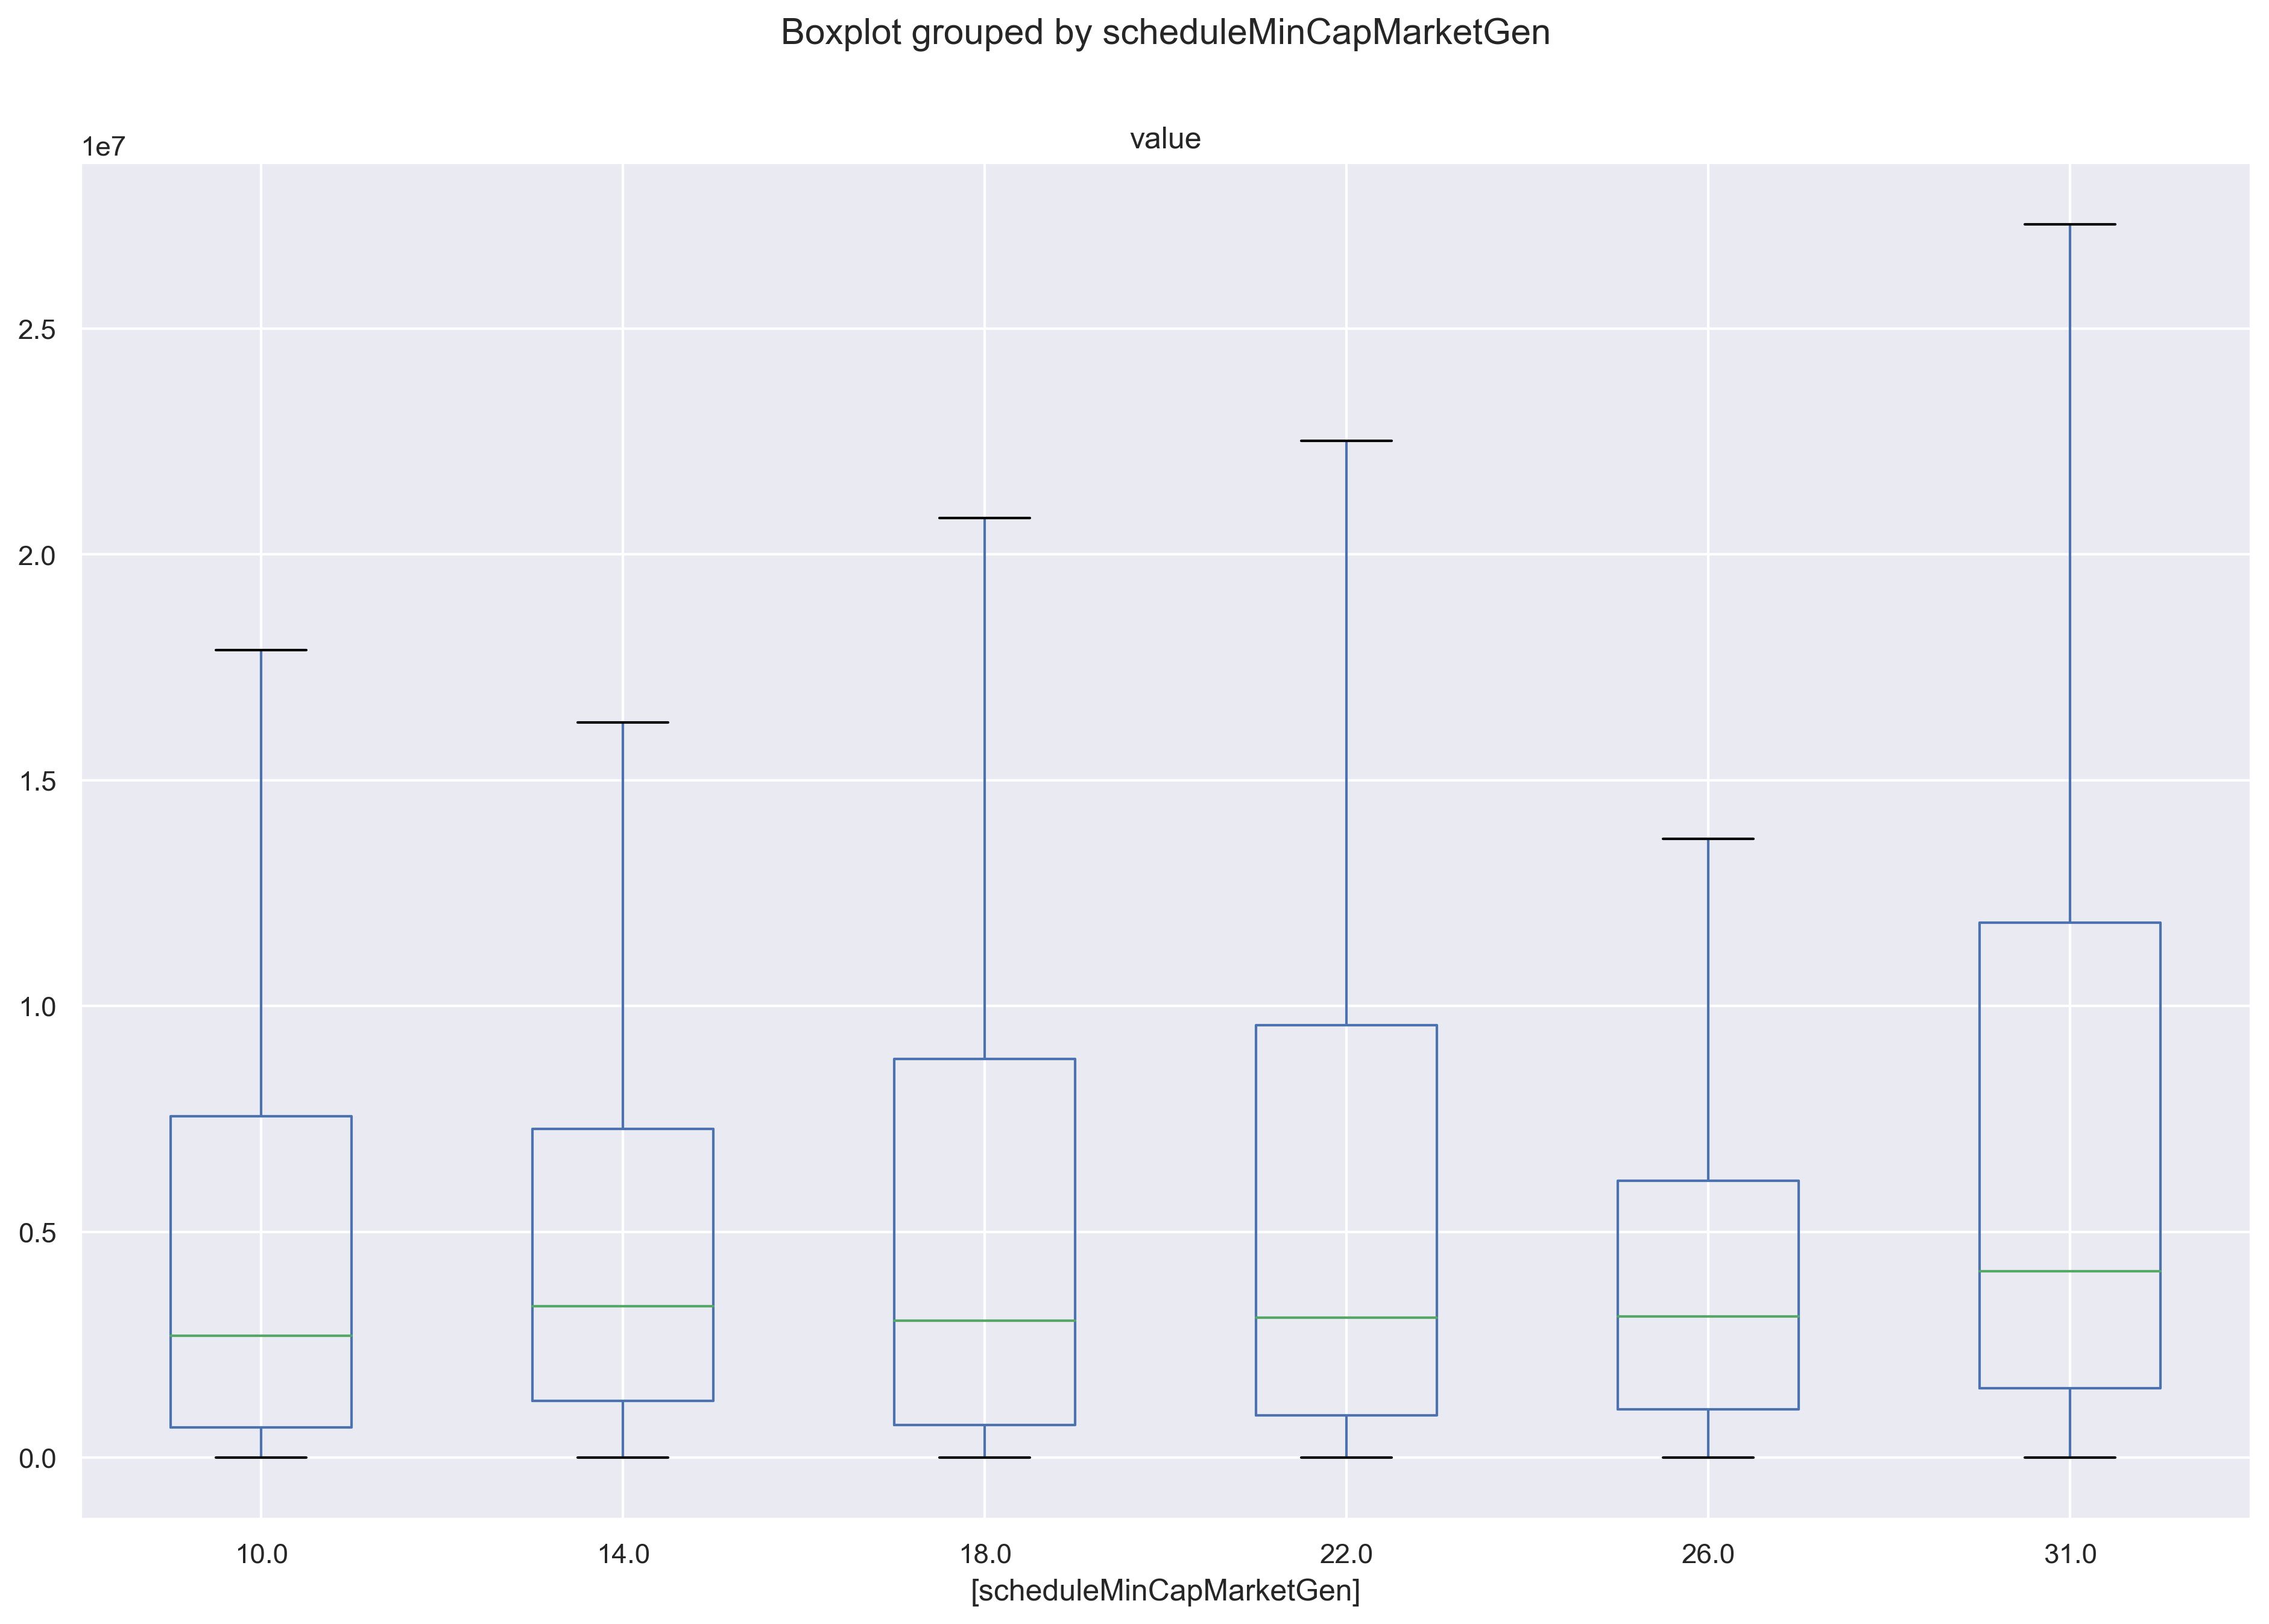 Boxplot grouped by scheduleMinCapMarketGen
value
1e7
2.5
2.0
1.5
1.0
0.5
0.0
10.0 14.0 18.0 22.0 26.0 31.0
[scheduleMinCapMarketGen]